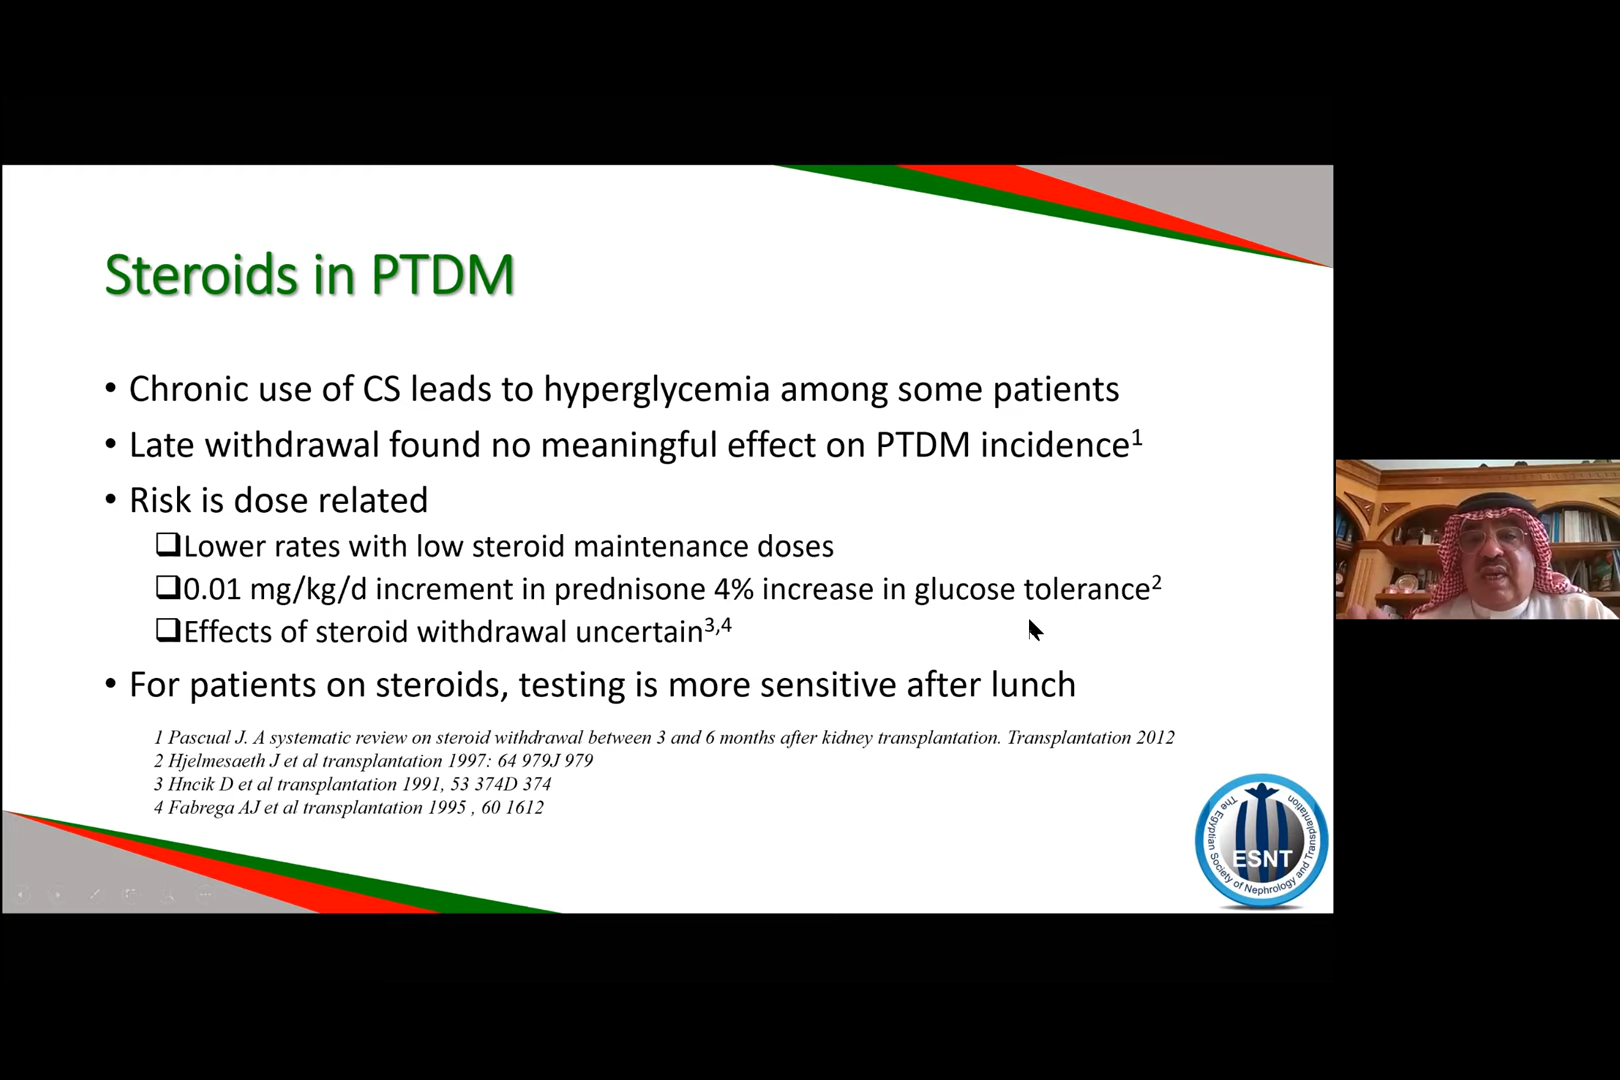 Steroids in PTDM
• Chronic use of CS leads to hyperglycemia among some patients
• Late withdrawal found no meaningful effect on PTDM incidence1
• Risk is dose related
❑Lower rates with low steroid maintenance doses
❑0.01 mg/kg/d increment in prednisone 4% increase in glucose tolerance2
❑Effects of steroid withdrawal uncertain3,4
• For patients on steroids, testing is more sensitive after lunch
1 Pascual J. A systematic review on steroid withdrawal between 3 and 6 months after kidney transplantation. Transplantation 2012
2 Hjelmesaeth J et al transplantation 1997: 64 979J 979
3 Hncik D et al transplantation 1991, 53 374D 374
4 Fabrega AJ et al transplantation 1995 , 60 1612
The Egyptian Society of Nephrology and Transplantation
ESNT